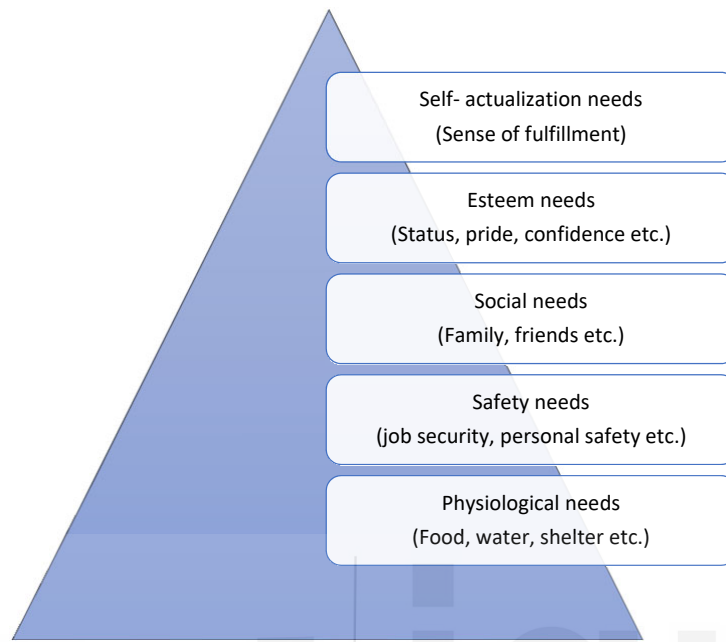 Self- actualization needs
(Sense of fulfillment)
Esteem needs
(Status, pride, confidence etc.)
Social needs
(Family, friends etc.)
Safety needs
(job security, personal safety etc.)
Physiological needs
(Food, water, shelter etc.)